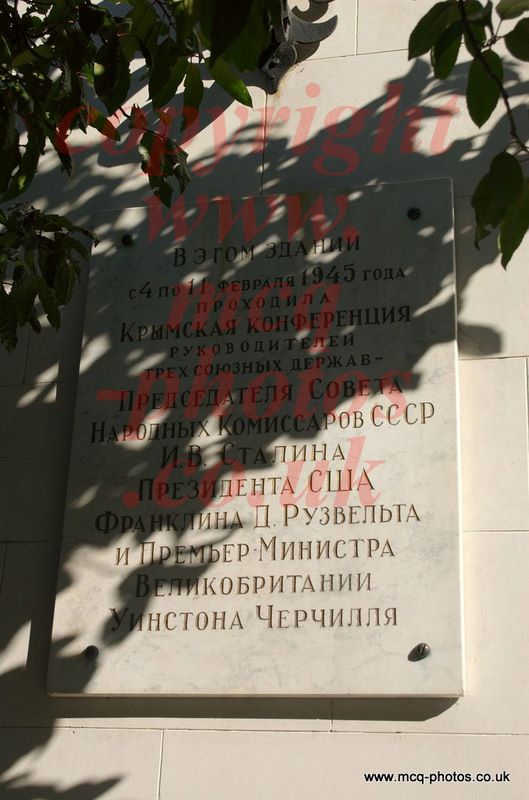 copyright
www.
mcq
-photos
.co.uk
В этом здании
с 4 по 11 февраля 1945 года
проходила
Крымская конференция
руководителей
трех союзных держав-
Председателя Совета
Народных Комиссаров СССР
И.В. Сталина
Президента США
Франклина Д. Рузвельта
и Премьер-Министра
Великобритании
Уинстона Черчилля
www.mcq-photos.co.uk